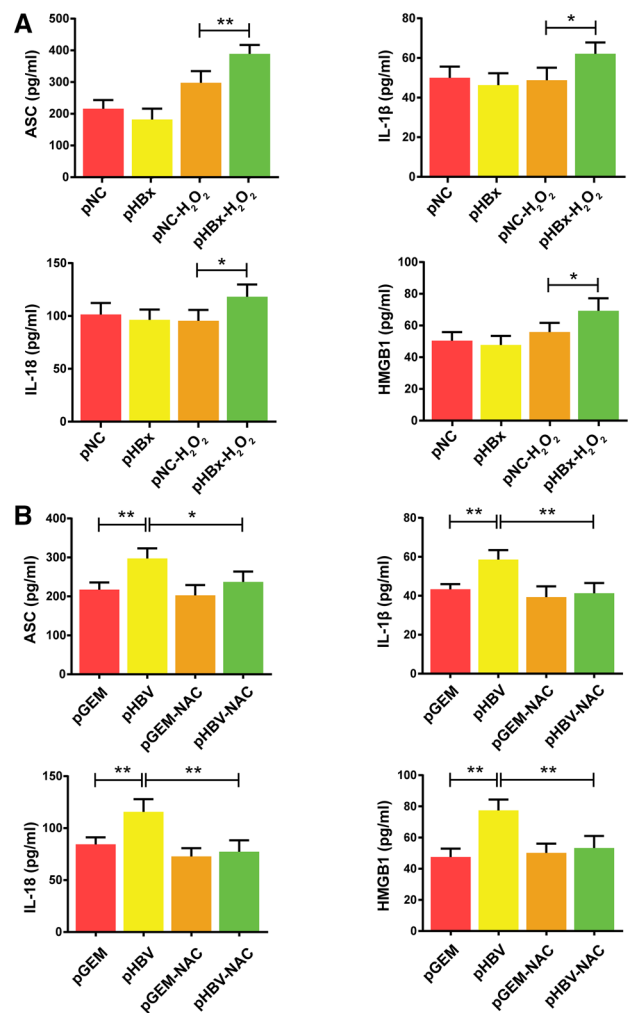 A
ASC (pg/ml)
500
400
300
200
100
0
**
pNC
pHBx
pNC-H₂O₂
pHBx-H₂O₂
IL-1β (pg/ml)
80
60
40
20
0
*
pNC
pHBx
pNC-H₂O₂
pHBx-H₂O₂
IL-18 (pg/ml)
150
100
50
0
*
pNC
pHBx
pNC-H₂O₂
pHBx-H₂O₂
HMGB1 (pg/ml)
100
80
60
40
20
0
*
pNC
pHBx
pNC-H₂O₂
pHBx-H₂O₂
B
ASC (pg/ml)
400
300
200
100
0
** *
pGEM
pHBV
pGEM-NAC
pHBV-NAC
IL-1β (pg/ml)
80
60
40
20
0
** **
pGEM
pHBV
pGEM-NAC
pHBV-NAC
IL-18 (pg/ml)
150
100
50
0
** **
pGEM
pHBV
pGEM-NAC
pHBV-NAC
HMGB1 (pg/ml)
100
80
60
40
20
0
** **
pGEM
pHBV
pGEM-NAC
pHBV-NAC